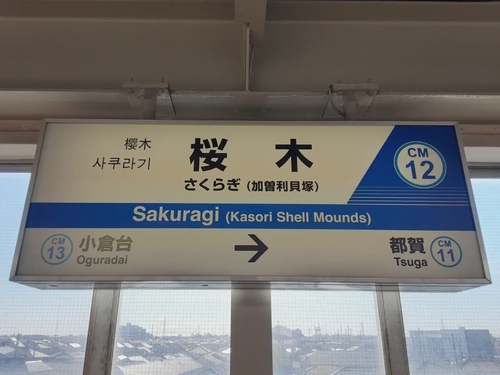 櫻木
사쿠라기
桜木
さくらぎ (加曽利貝塚)
CM
12
Sakuragi (Kasori Shell Mounds)
CM
13
小倉台
Oguradai
→
都賀
Tsuga
CM
11